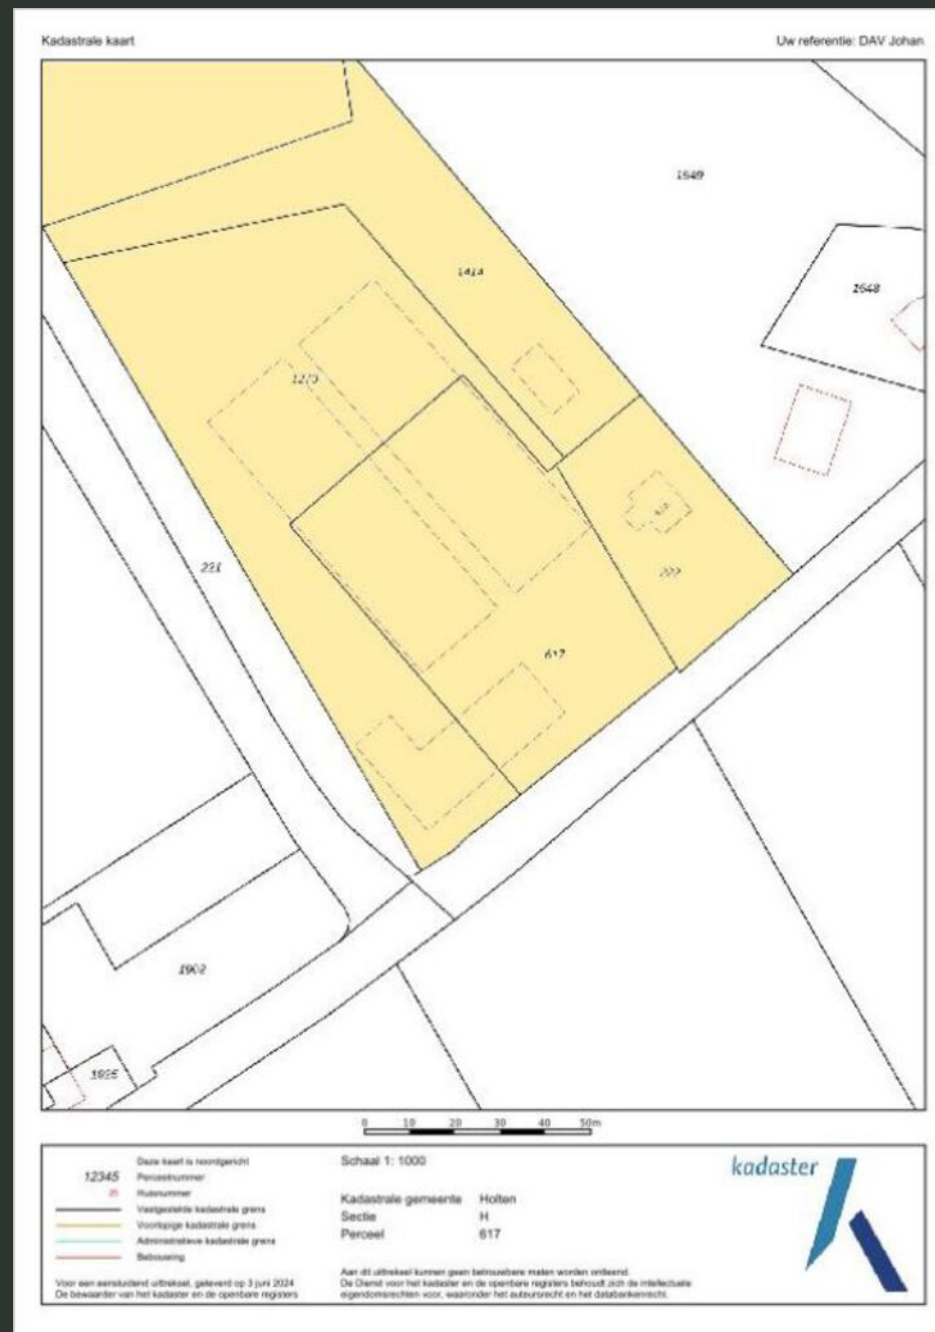 Kadastrale kaart
Uw referentie: DAV Johan
1649
1414
1648
1270
221
222
617
1902
1925
0 10 20 30 40 50m
Deze kaart is noordgericht
12345 Perceelnummer
25 Huisnummer
Vastgestelde kadastrale grens
Voorlopige kadastrale grens
Administratieve kadastrale grens
Bebouwing
Voor een eensluidend uittreksel, geleverd op 3 juni 2024
De bewaarder van het kadaster en de openbare registers
Schaal 1: 1000
Kadastrale gemeente Holten
Sectie H
Perceel 617
Aan dit uittreksel kunnen geen betrouwbare maten worden ontleend.
De Dienst voor het kadaster en de openbare registers behoudt zich de intellectuele
eigendomsrechten voor, waaronder het auteursrecht en het databankenrecht.
kadaster